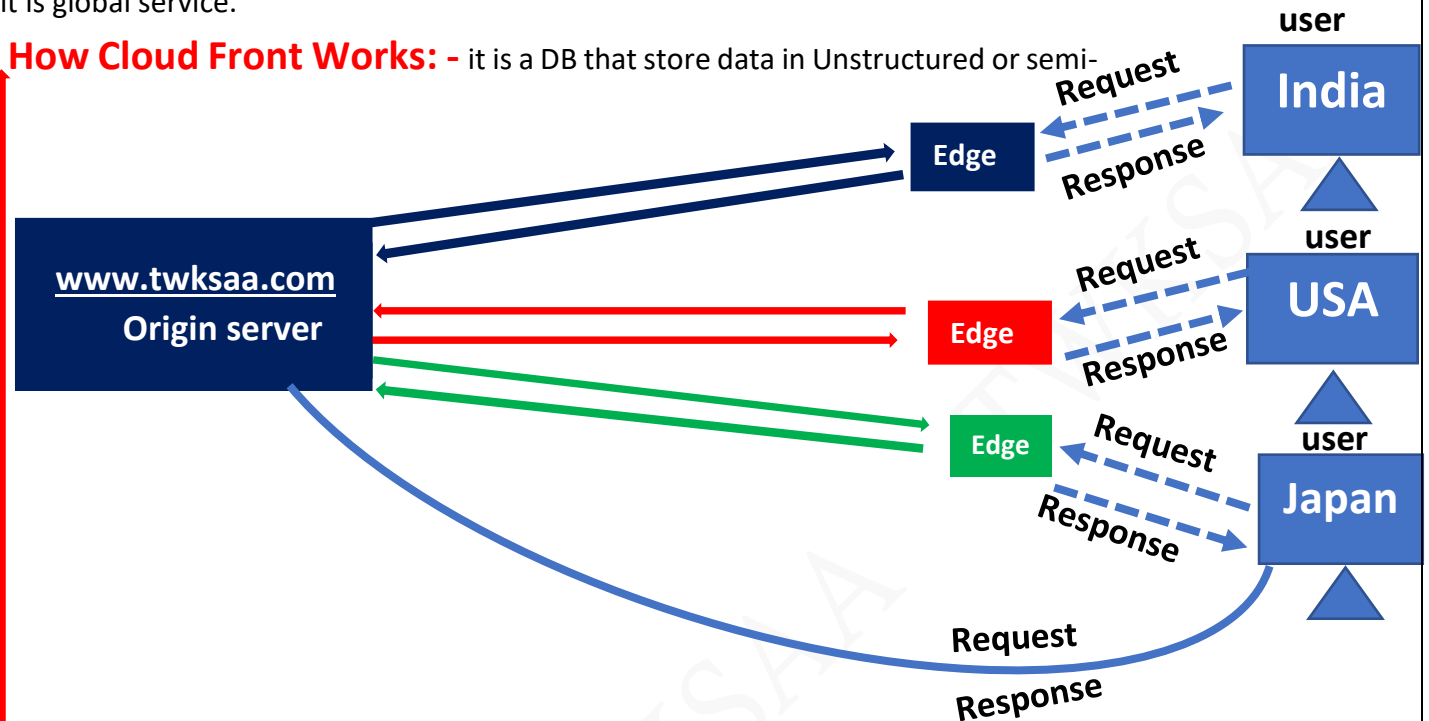 it is global service.
How Cloud Front Works: - it is a DB that store data in Unstructured or semi-
user
India
Request
Response
Edge
www.twksaa.com
Origin server
user
USA
Request
Response
Edge
user
Japan
Request
Response
Edge
Request
Response
TWKSAA